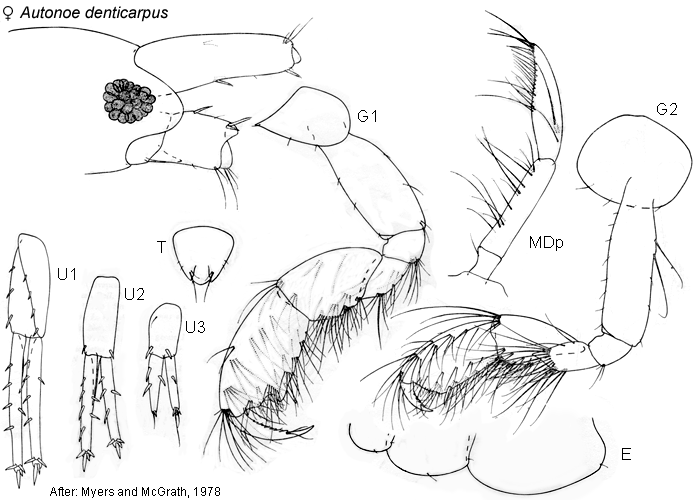 ♀ Autonoe denticarpus
G1
G2
MDp
T
U1
U2
U3
E
After: Myers and McGrath, 1978